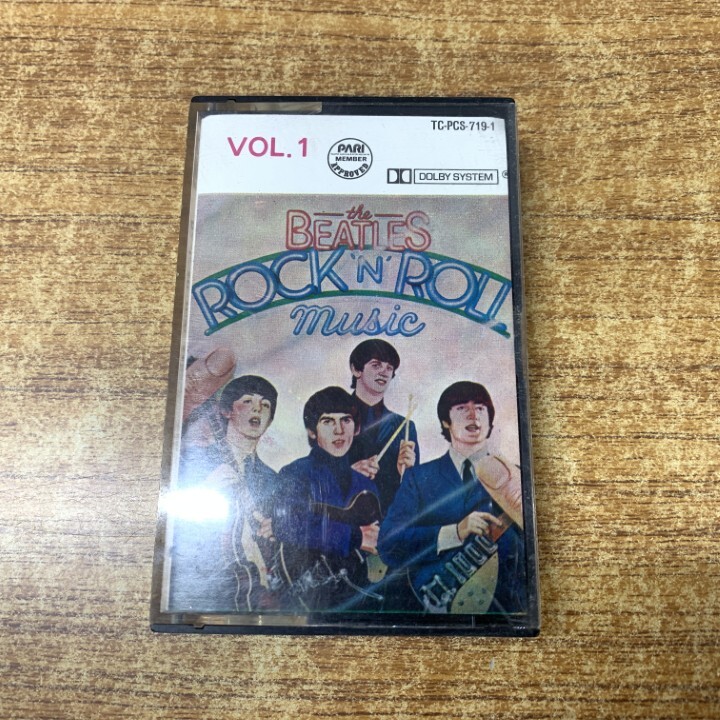 TC-PCS-719-1
VOL. 1
PARI
MEMBER
APPROVED
DOLBY SYSTEM
the
BEATLES
ROCK 'N' ROLL
music